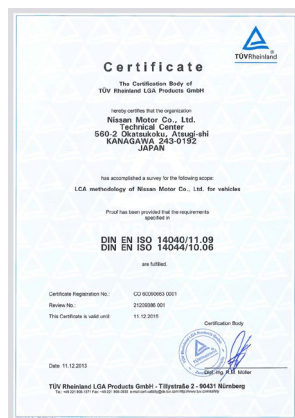 TÜVRheinland
Certificate
The Certification Body of
TÜV Rheinland LGA Products GmbH
hereby certifies that the organization
Nissan Motor Co., Ltd.
Technical Center
560-2 Okatsukoku, Atsugi-shi
KANAGAWA 243-0192
JAPAN
has accomplished a survey for the following scope:
LCA methodology of Nissan Motor Co., Ltd. for vehicles
Proof has been provided that the requirements
specified in
DIN EN ISO 14040/11.09
DIN EN ISO 14044/10.06
are fulfilled.
Certificate Registration No.:
Review No.:
This Certificate is valid until: 11.12.2015
Certification Body
Date 11.12.2013
Dipl.-Ing. R.M. Müller
TÜV Rheinland LGA Products GmbH - Tillystraße 2 - 90431 Nürnberg